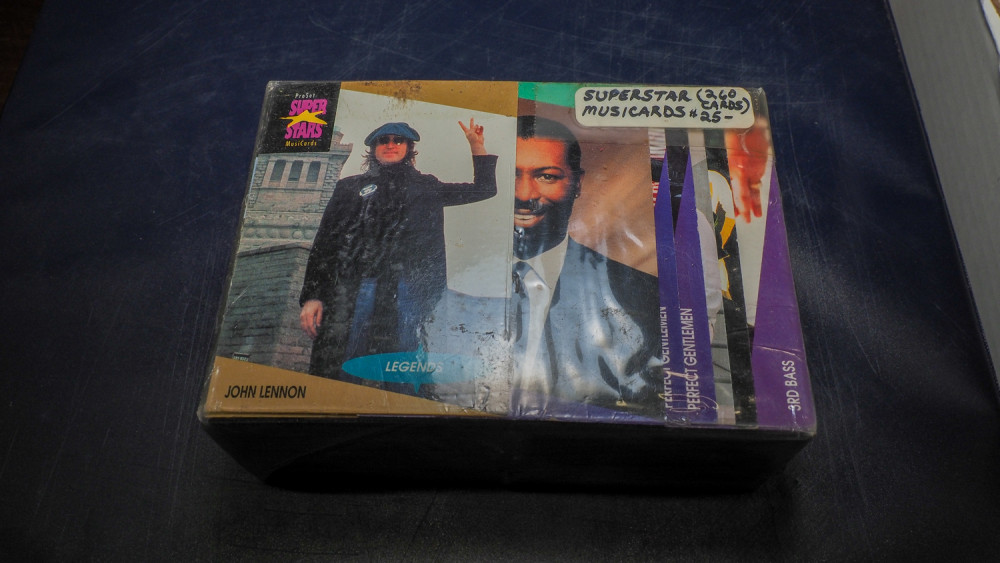 ProSet
SUPER
STARS
MusiCards
SUPERSTAR (260
CARDS)
MUSICARDS $25-
LEGENDS
JOHN LENNON
PERFECT GENTLEMEN
PERFECT GENTLEMEN
3RD BASS